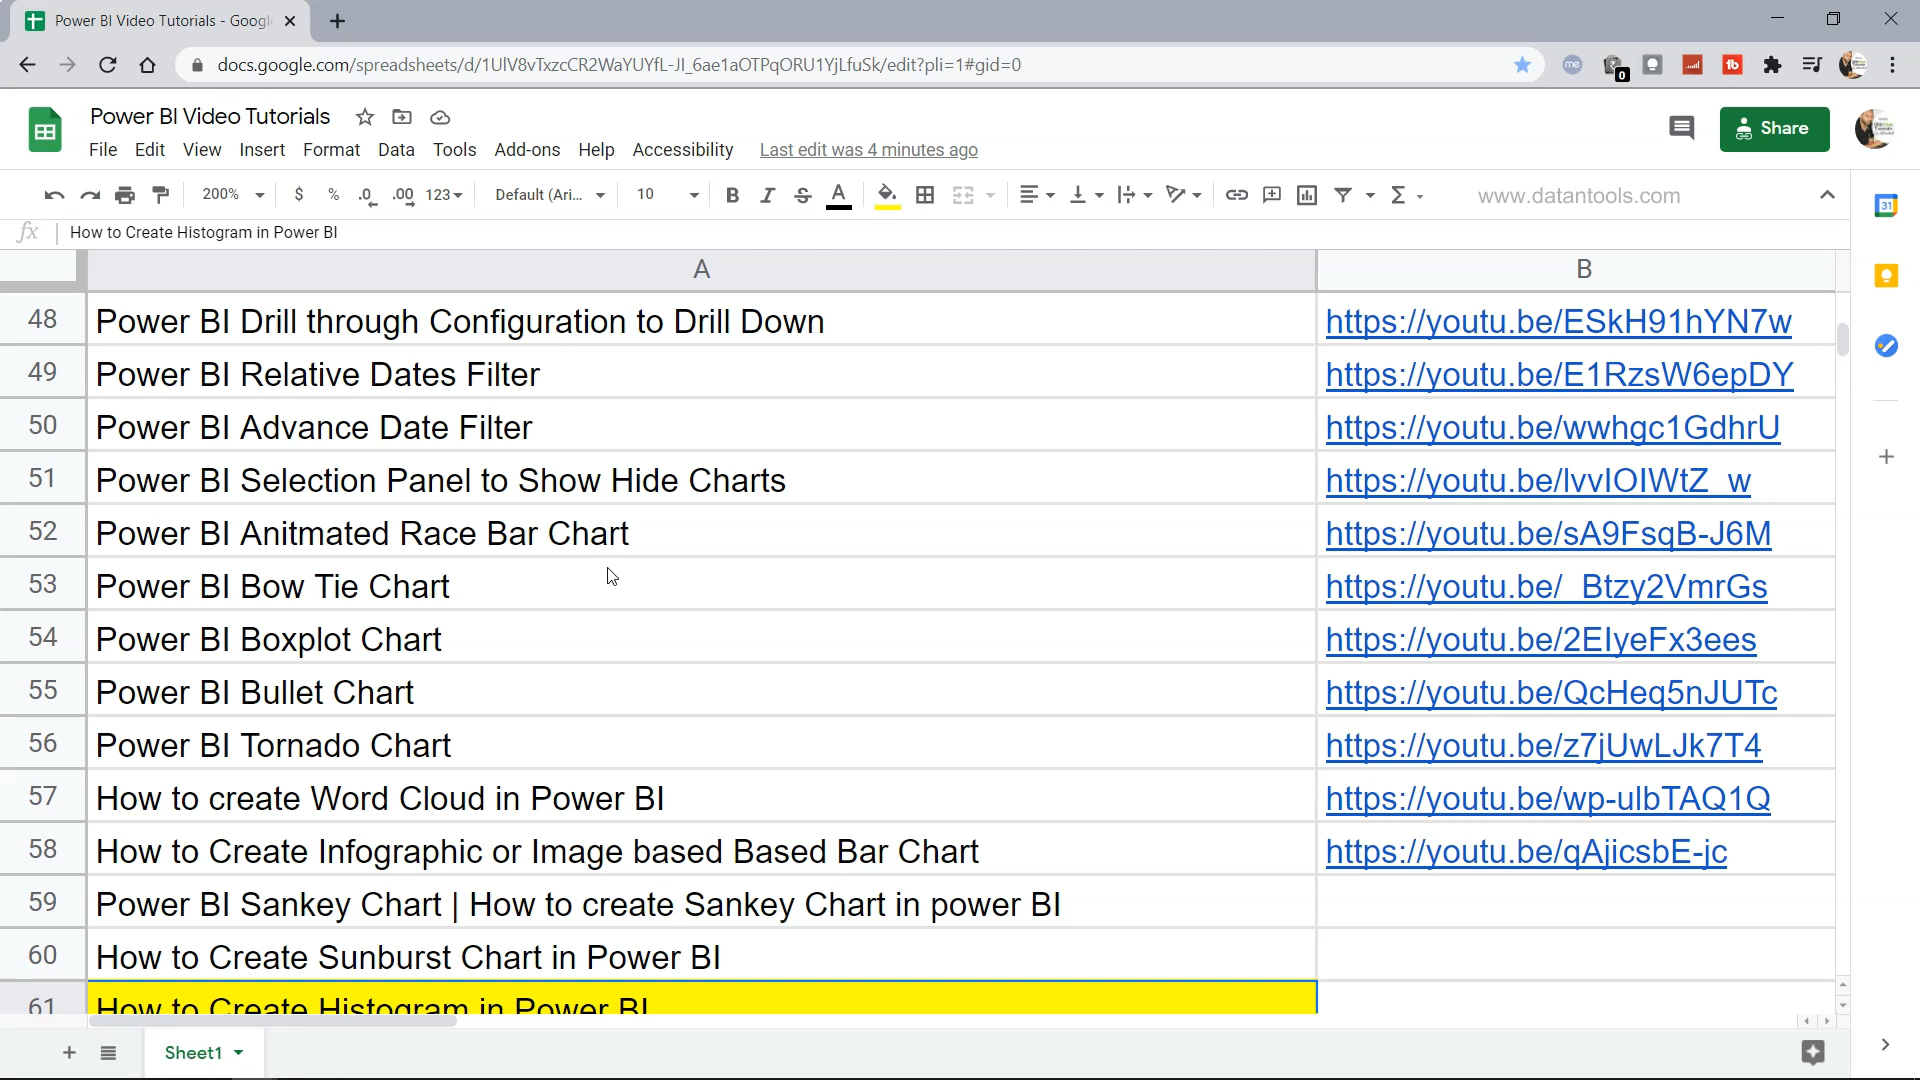 Power BI Video Tutorials - Googl
docs.google.com/spreadsheets/d/1UlV8vTxzcCR2WaYUYfL-JI_6ae1aOTPqORU1YjLfuSk/edit?pli=1#gid=0
me
0
tb
Power BI Video Tutorials
Share
File Edit View Insert Format Data Tools Add-ons Help Accessibility Last edit was 4 minutes ago
200% $ % .0 .00 123 Default (Ari... 10 B I S A Σ www.datantools.com
31
fx How to Create Histogram in Power BI
A B
48 Power BI Drill through Configuration to Drill Down https://youtu.be/ESkH91hYN7w
49 Power BI Relative Dates Filter https://youtu.be/E1RzsW6epDY
50 Power BI Advance Date Filter https://youtu.be/wwhgc1GdhrU
51 Power BI Selection Panel to Show Hide Charts https://youtu.be/lvvIOIWtZ_w
52 Power BI Anitmated Race Bar Chart https://youtu.be/sA9FsqB-J6M
53 Power BI Bow Tie Chart https://youtu.be/_Btzy2VmrGs
54 Power BI Boxplot Chart https://youtu.be/2EIyeFx3ees
55 Power BI Bullet Chart https://youtu.be/QcHeq5nJUTc
56 Power BI Tornado Chart https://youtu.be/z7jUwLJk7T4
57 How to create Word Cloud in Power BI https://youtu.be/wp-ulbTAQ1Q
58 How to Create Infographic or Image based Based Bar Chart https://youtu.be/qAjicsbE-jc
59 Power BI Sankey Chart | How to create Sankey Chart in power BI
60 How to Create Sunburst Chart in Power BI
61 How to Create Histogram in Power BI
Sheet1